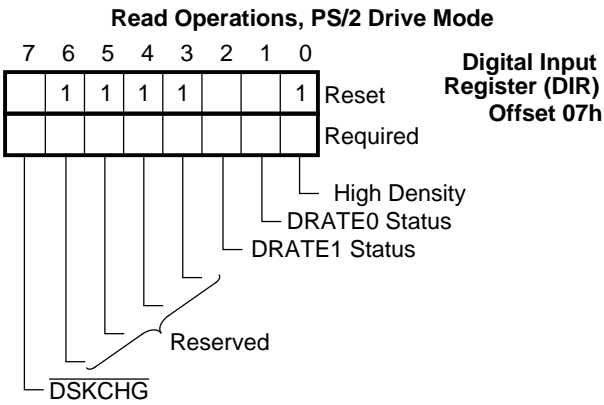 Read Operations, PS/2 Drive Mode
7 6 5 4 3 2 1 0
Digital Input
Register (DIR)
Offset 07h
1 1 1 1 1 Reset
Required
High Density
DRATE0 Status
DRATE1 Status
Reserved
DSKCHG